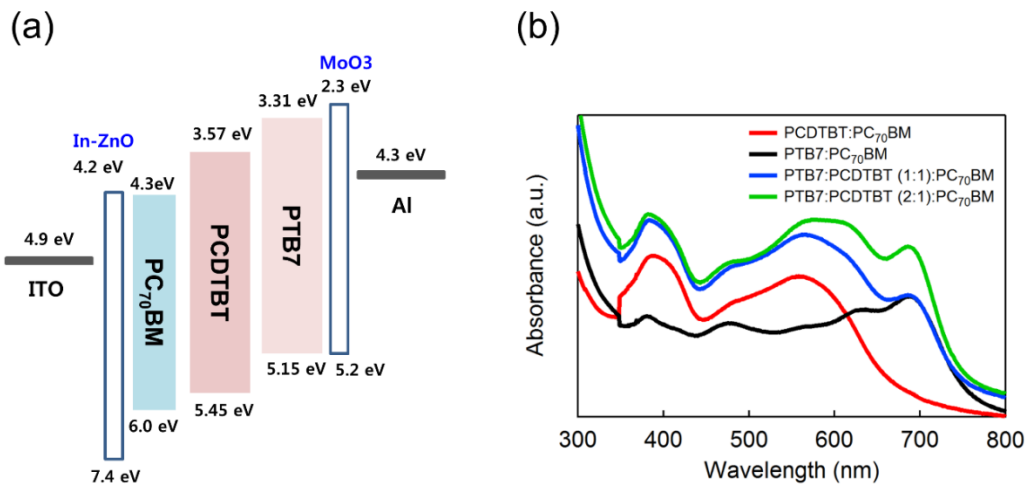 (a)
MoO3
2.3 eV
3.31 eV
In-ZnO
3.57 eV
4.2 eV
4.3eV
4.3 eV
Al
4.9 eV
ITO
PC₇₀BM
PCDTBT
PTB7
5.15 eV
5.2 eV
5.45 eV
6.0 eV
7.4 eV
(b)
PCDTBT:PC₇₀BM
PTB7:PC₇₀BM
PTB7:PCDTBT (1:1):PC₇₀BM
PTB7:PCDTBT (2:1):PC₇₀BM
Absorbance (a.u.)
300 400 500 600 700 800
Wavelength (nm)